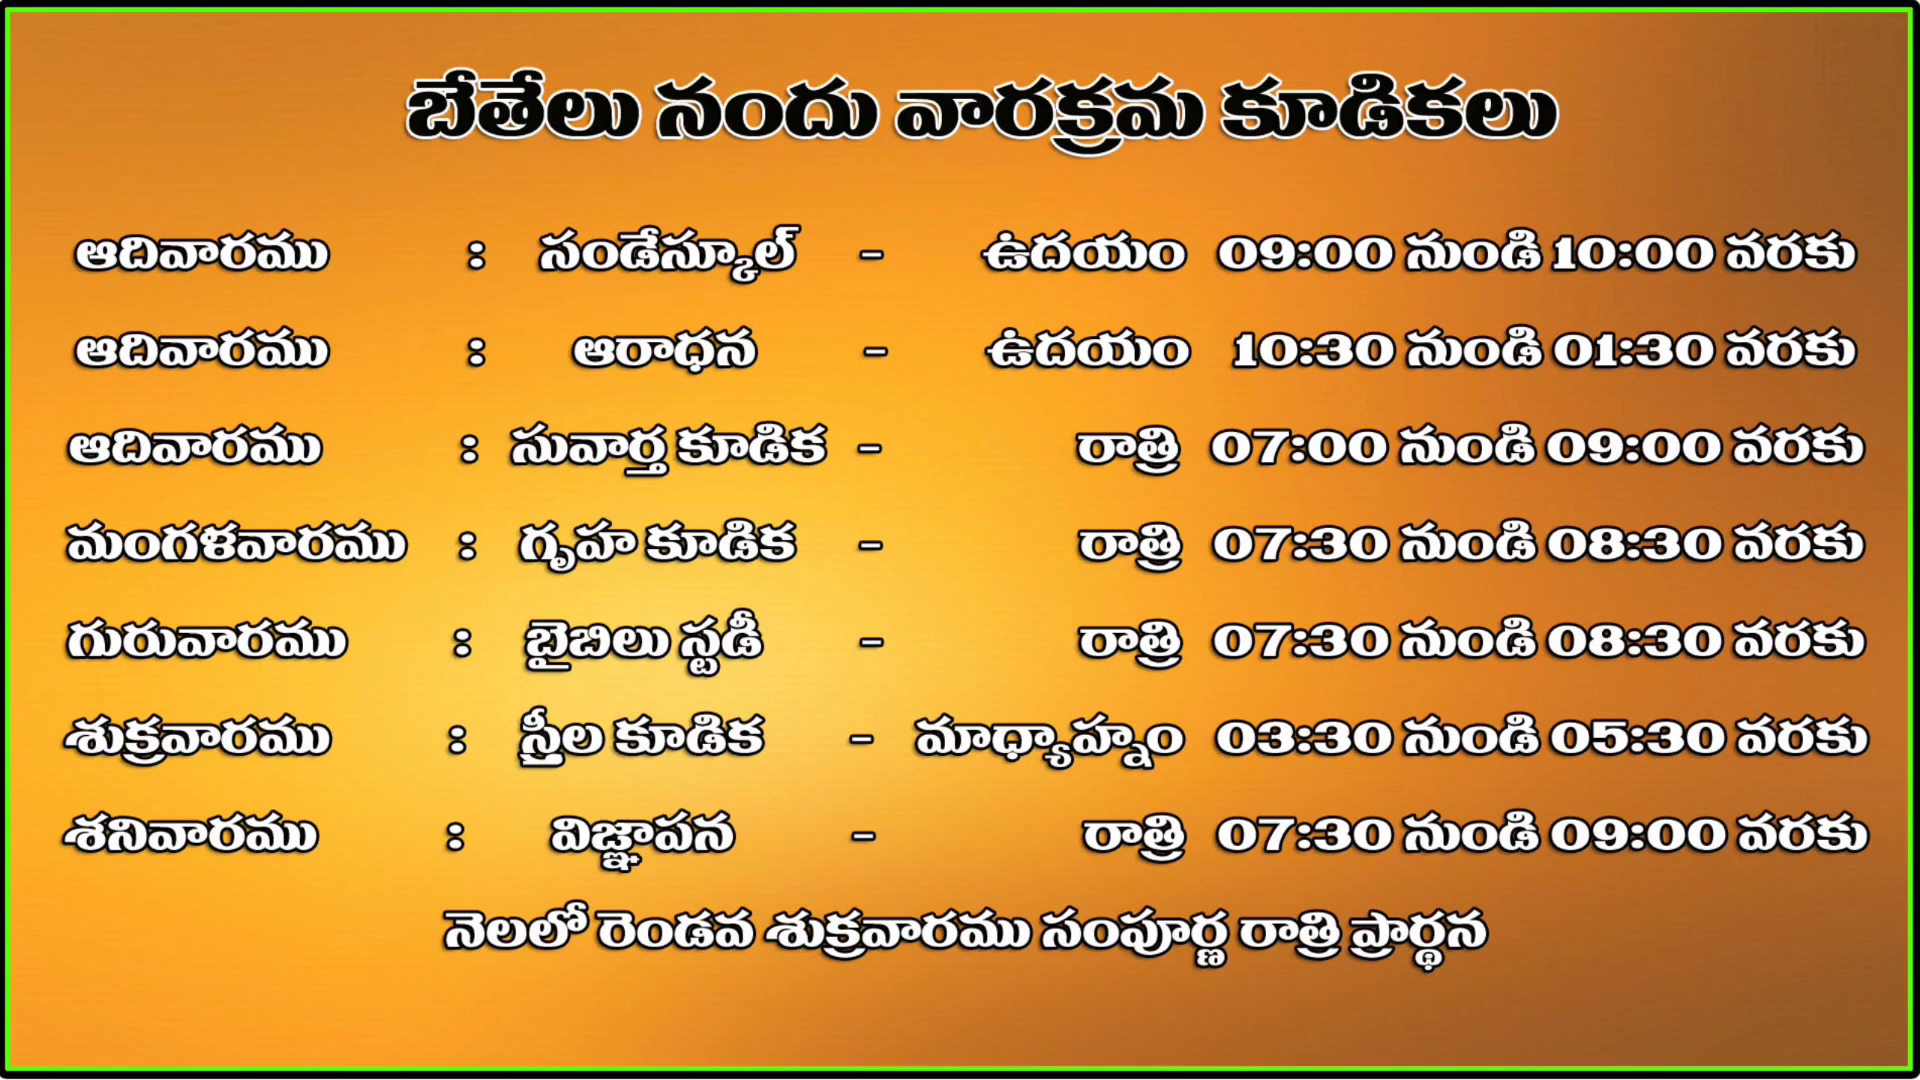 బేతేలు నందు వారక్రమ కూడికలు
ఆదివారము : సండేస్కూల్ - ఉదయం 09:00 నుండి 10:00 వరకు
ఆదివారము : ఆరాధన - ఉదయం 10:30 నుండి 01:30 వరకు
ఆదివారము : సువార్త కూడిక - రాత్రి 07:00 నుండి 09:00 వరకు
మంగళవారము : గృహ కూడిక - రాత్రి 07:30 నుండి 08:30 వరకు
గురువారము : బైబిలు స్టడీ - రాత్రి 07:30 నుండి 08:30 వరకు
శుక్రవారము : స్త్రీల కూడిక - మాధ్యాహ్నం 03:30 నుండి 05:30 వరకు
శనివారము : విజ్ఞాపన - రాత్రి 07:30 నుండి 09:00 వరకు
నెలలో రెండవ శుక్రవారము సంపూర్ణ రాత్రి ప్రార్థన